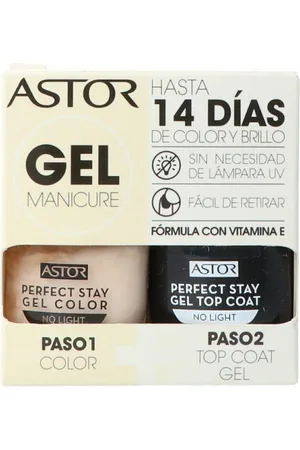 ASTOR
GEL
MANICURE
HASTA
14 DÍAS
DE COLOR Y BRILLO
SIN NECESIDAD
DE LÁMPARA UV
FÁCIL DE RETIRAR
FÓRMULA CON VITAMINA E
ASTOR
PERFECT STAY
GEL COLOR
NO LIGHT
PASO1
COLOR
ASTOR
PERFECT STAY
GEL TOP COAT
NO LIGHT
PASO2
TOP COAT
GEL